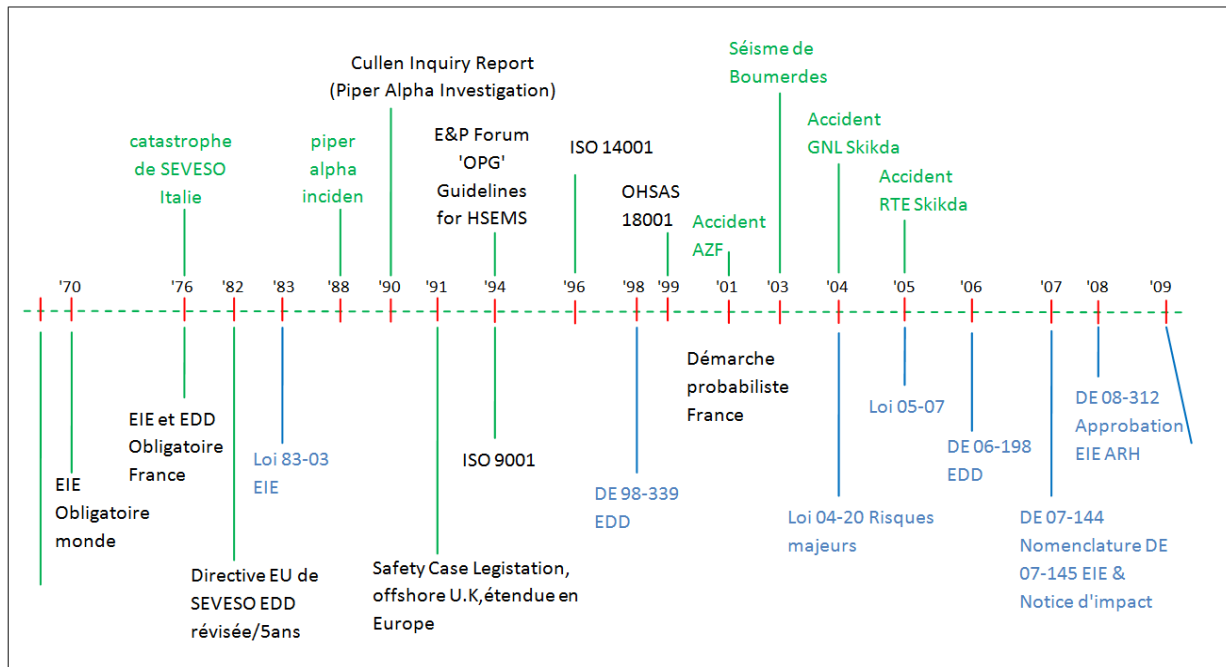 Cullen Inquiry Report
(Piper Alpha Investigation)
Séisme de
Boumerdes
catastrophe
de SEVESO
Italie
piper
alpha
inciden
E&P Forum
'OPG'
Guidelines
for HSEMS
ISO 14001
OHSAS
18001
Accident
AZF
Accident
GNL Skikda
Accident
RTE Skikda
'70
'76
'82
'83
'88
'90
'91
'94
'96
'98
'99
'01
'03
'04
'05
'06
'07
'08
'09
EIE
Obligatoire
monde
EIE et EDD
Obligatoire
France
Directive EU de
SEVESO EDD
révisée/5ans
Loi 83-03
EIE
Safety Case Legistation,
offshore U.K,étendue en
Europe
ISO 9001
DE 98-339
EDD
Démarche
probabiliste
France
Loi 04-20 Risques
majeurs
Loi 05-07
DE 06-198
EDD
DE 07-144
Nomenclature DE
07-145 EIE &
Notice d'impact
DE 08-312
Approbation
EIE ARH